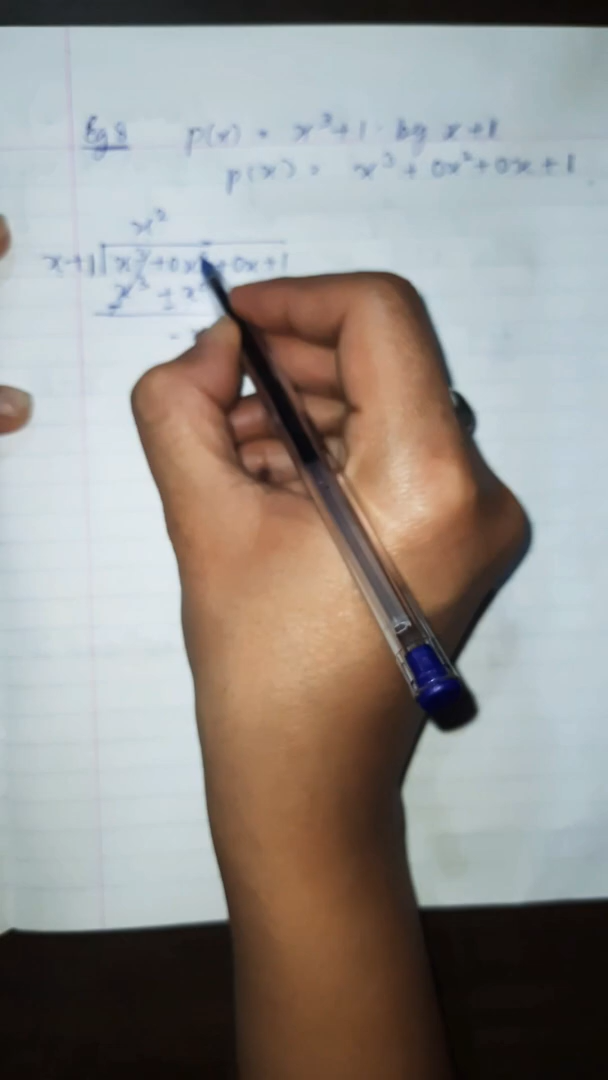 Eg 8 p(x) = x³+1 . by x+1
p(x) = x³ + 0x² + 0x + 1
x²
x+1 x³+0x²+0x+1
x³ + x²
-